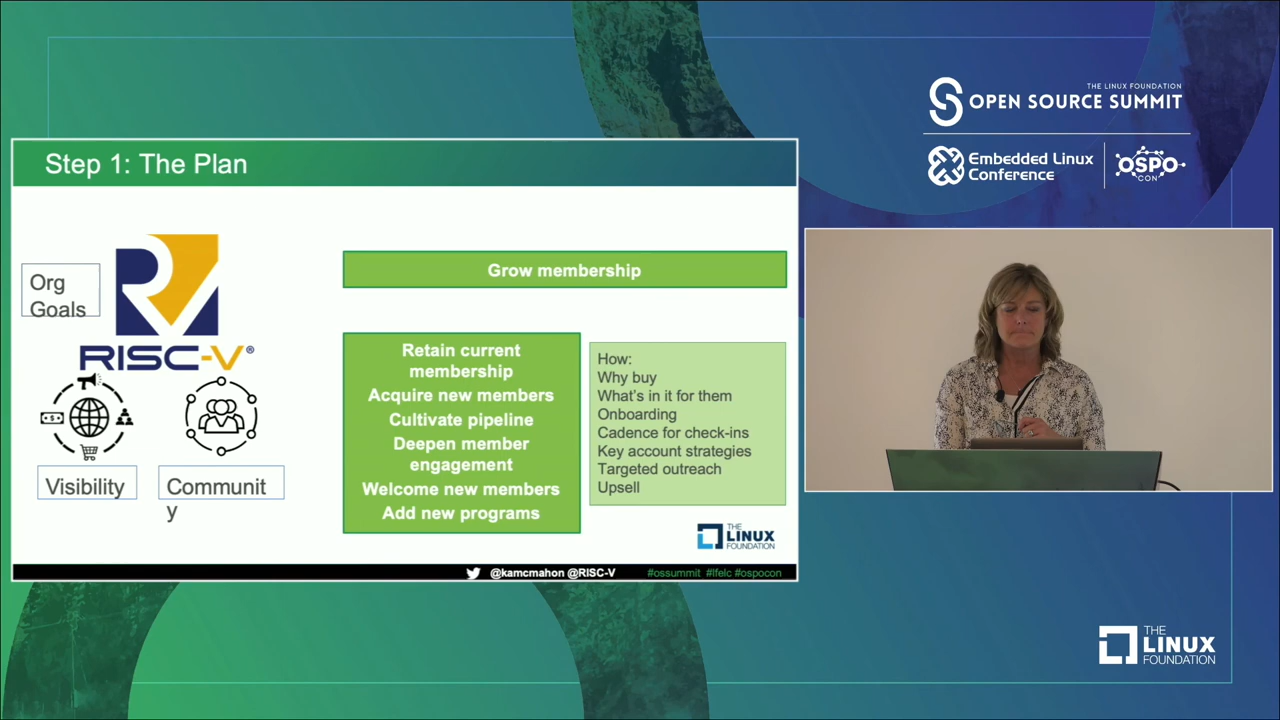 THE LINUX FOUNDATION
OPEN SOURCE SUMMIT
Embedded Linux
Conference
OSPO
CON
Step 1: The Plan
Org
Goals
RISC-V®
Visibility
Communit
y
Grow membership
Retain current
membership
Acquire new members
Cultivate pipeline
Deepen member
engagement
Welcome new members
Add new programs
How:
Why buy
What's in it for them
Onboarding
Cadence for check-ins
Key account strategies
Targeted outreach
Upsell
THE
LINUX
FOUNDATION
@kamcmahon @RISC-V
#ossummit #lfelc #ospocon
THE
LINUX
FOUNDATION